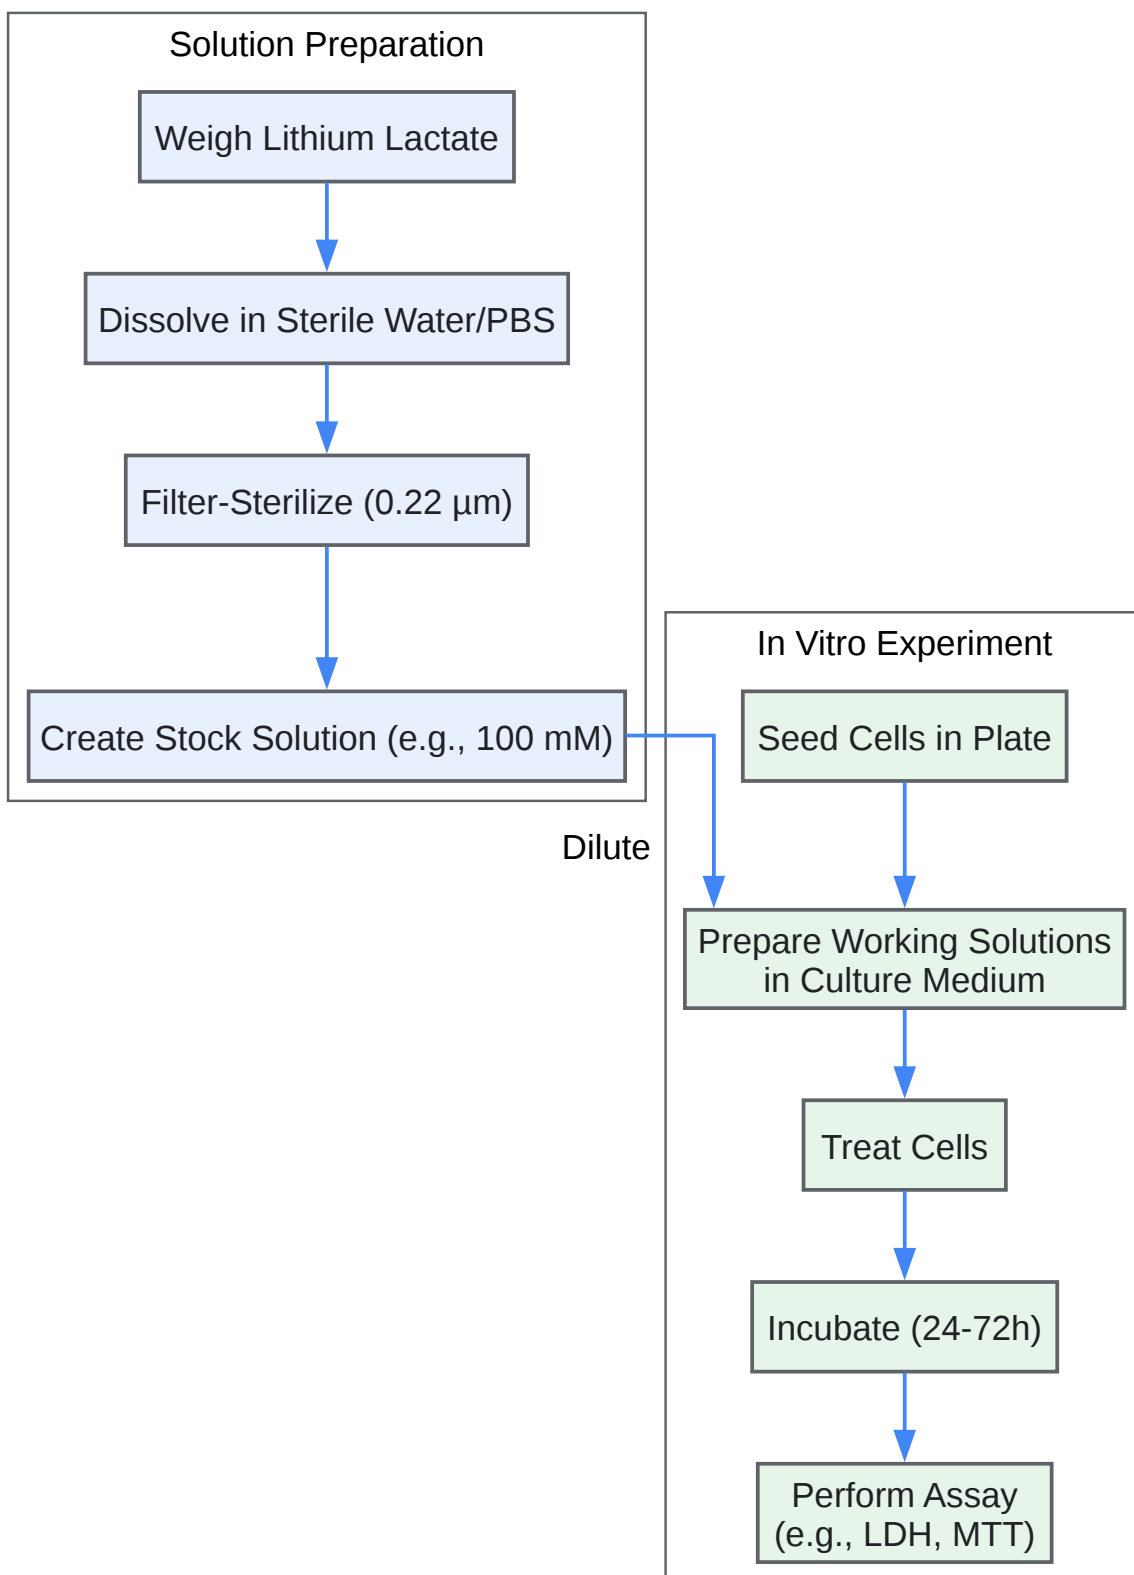 Solution Preparation
Weigh Lithium Lactate
Dissolve in Sterile Water/PBS
Filter-Sterilize (0.22 µm)
Create Stock Solution (e.g., 100 mM)
Dilute
In Vitro Experiment
Seed Cells in Plate
Prepare Working Solutions
in Culture Medium
Treat Cells
Incubate (24-72h)
Perform Assay
(e.g., LDH, MTT)